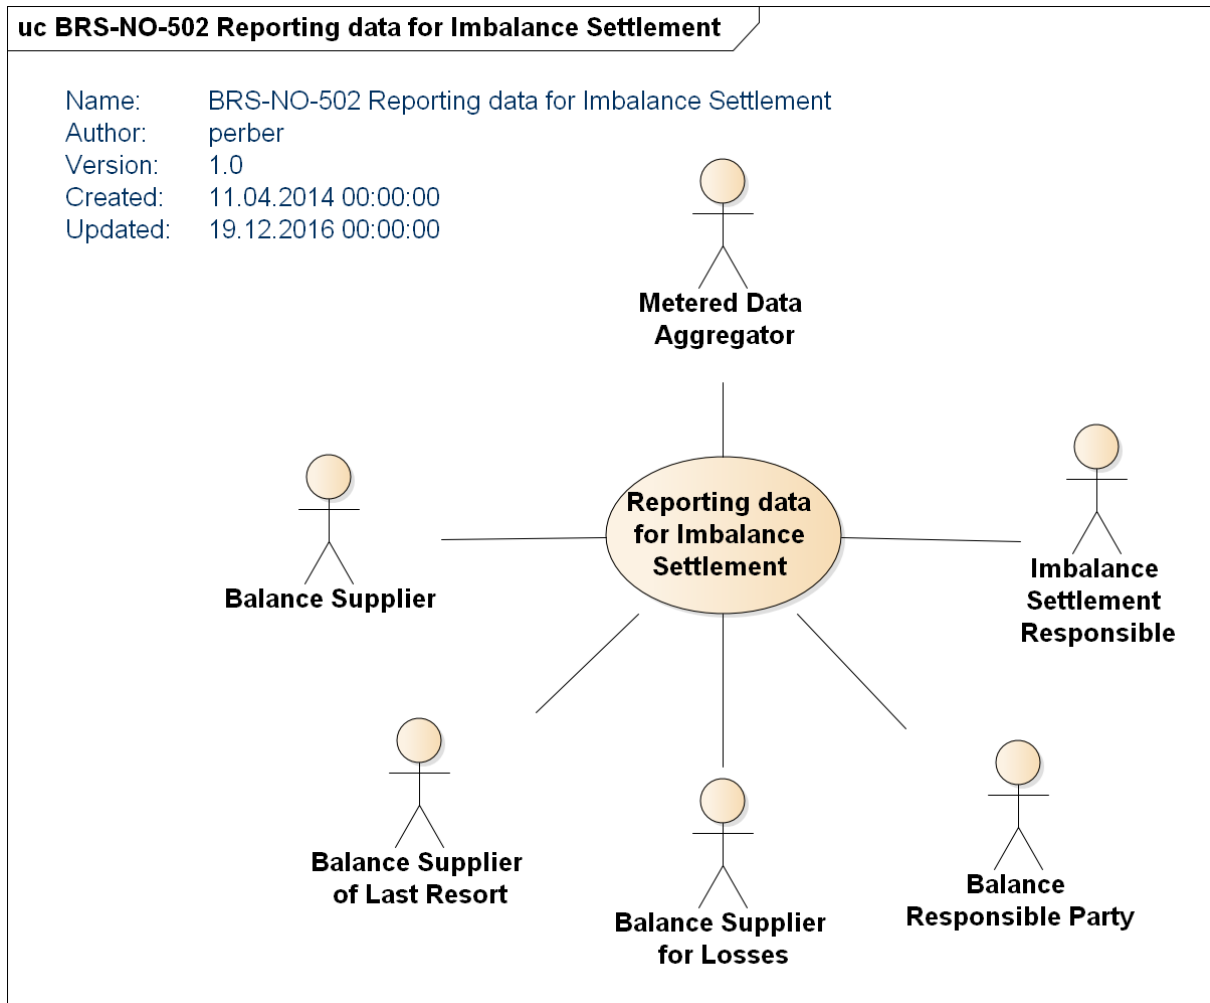 uc BRS-NO-502 Reporting data for Imbalance Settlement
Name: BRS-NO-502 Reporting data for Imbalance Settlement
Author: perber
Version: 1.0
Created: 11.04.2014 00:00:00
Updated: 19.12.2016 00:00:00
Metered Data
Aggregator
Reporting data
for Imbalance
Settlement
Balance Supplier
Imbalance
Settlement
Responsible
Balance Supplier
of Last Resort
Balance Supplier
for Losses
Balance
Responsible Party